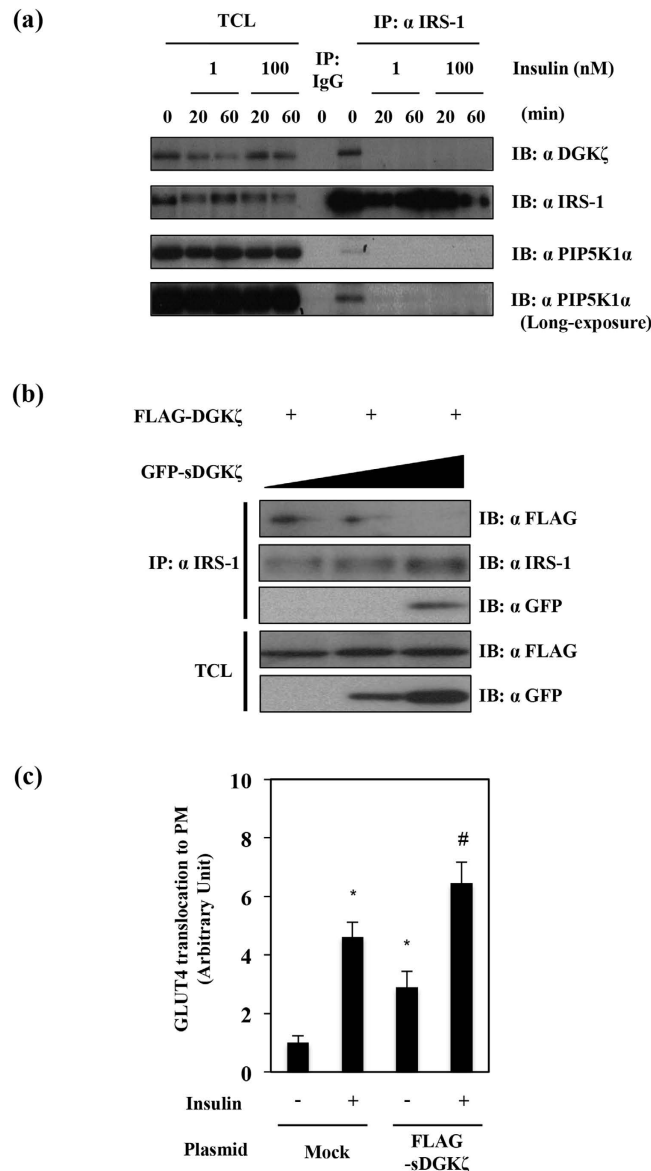 (a)
TCL
IP: IgG
IP: α IRS-1
1
100
1
100
Insulin (nM)
0 20 60 20 60 0 0 20 60 20 60
(min)
IB: α DGKζ
IB: α IRS-1
IB: α PIP5K1α
IB: α PIP5K1α
(Long-exposure)
(b)
FLAG-DGKζ + + +
GFP-sDGKζ
IP: α IRS-1
IB: α FLAG
IB: α IRS-1
IB: α GFP
TCL
IB: α FLAG
IB: α GFP
(c)
GLUT4 translocation to PM
(Arbitrary Unit)
10
8
6
4
2
0
*
*
#
Insulin - + - +
Plasmid
Mock
FLAG
-sDGKζ